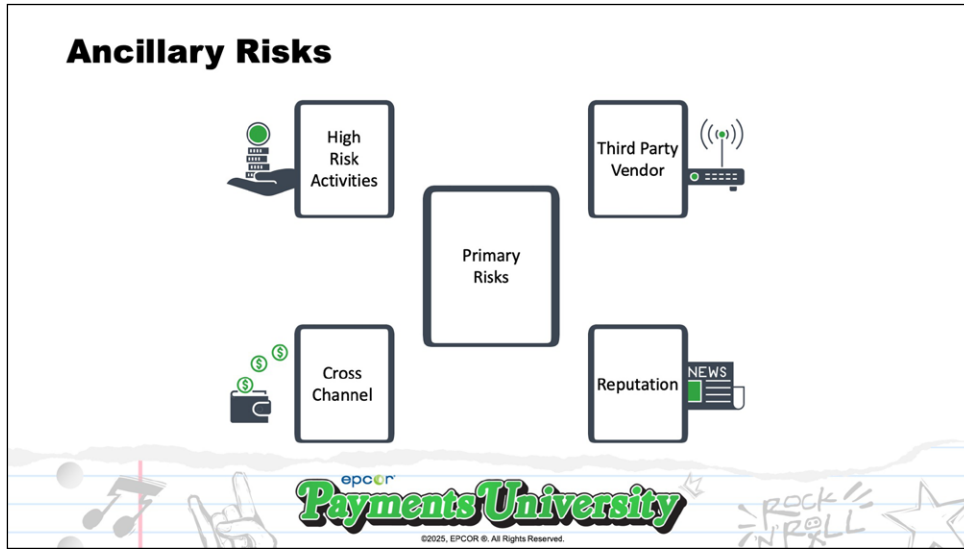 Ancillary Risks
High
Risk
Activities
Third Party
Vendor
Primary
Risks
Cross
Channel
$
$
$
Reputation
NEWS
epcor
Payments University
ROCK
N'ROLL
©2025, EPCOR ®. All Rights Reserved.